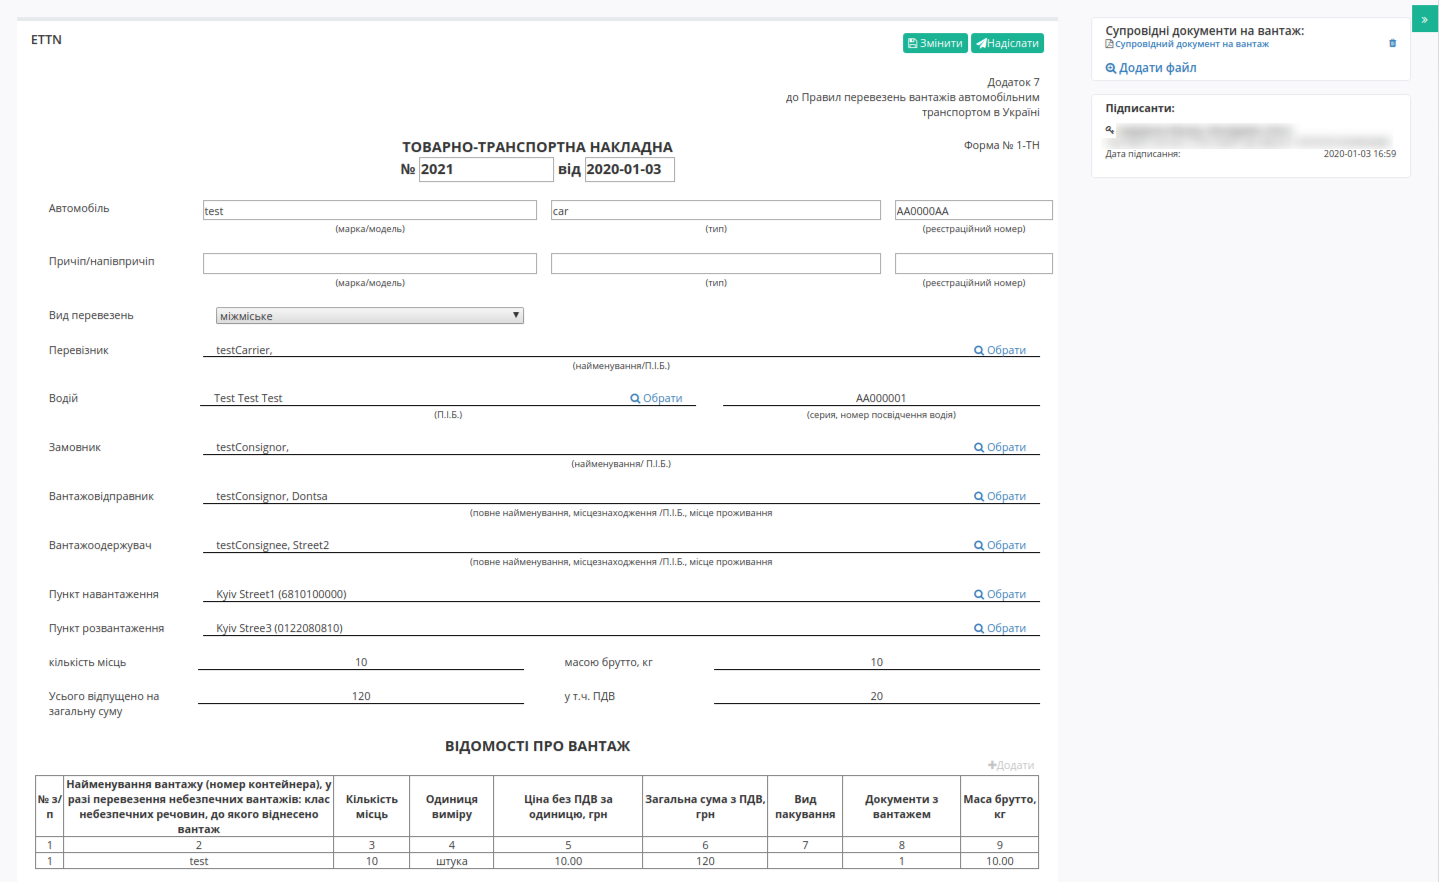 ETTN
Змінити
Надіслати
Додаток 7
до Правил перевезень вантажів автомобільним
транспортом в Україні
Форма № 1-ТН
ТОВАРНО-ТРАНСПОРТНА НАКЛАДНА
№ 2021 від 2020-01-03
Автомобіль test car AA0000AA
(марка/модель) (тип) (реєстраційний номер)
Причіп/напівпричіп
(марка/модель) (тип) (реєстраційний номер)
Вид перевезень міжміське
Перевізник testCarrier, Обрати
(найменування/П.І.Б.)
Водій Test Test Test Обрати AA000001
(П.І.Б.) (серия, номер посвідчення водія)
Замовник testConsignor, Обрати
(найменування/ П.І.Б.)
Вантажовідправник testConsignor, Dontsa Обрати
(повне найменування, місцезнаходження /П.І.Б., місце проживання
Вантажоодержувач testConsignee, Street2 Обрати
(повне найменування, місцезнаходження /П.І.Б., місце проживання
Пункт навантаження Kyiv Street1 (6810100000) Обрати
Пункт розвантаження Kyiv Stree3 (0122080810) Обрати
кількість місць 10 масою брутто, кг 10
Усього відпущено на 120 у т.ч. ПДВ 20
загальну суму
ВІДОМОСТІ ПРО ВАНТАЖ
Додати
№ з/
п
Найменування вантажу (номер контейнера), у
разі перевезення небезпечних вантажів: клас
небезпечних речовин, до якого віднесено
вантаж
Кількість
місць
Одиниця
виміру
Ціна без ПДВ за
одиницю, грн
Загальна сума з ПДВ,
грн
Вид
пакування
Документи з
вантажем
Маса брутто,
кг
1 2 3 4 5 6 7 8 9
1 test 10 штука 10.00 120 1 10.00
»
Супровідні документи на вантаж:
Супровідний документ на вантаж
Додати файл
Підписанти:
Дата підписання: 2020-01-03 16:59